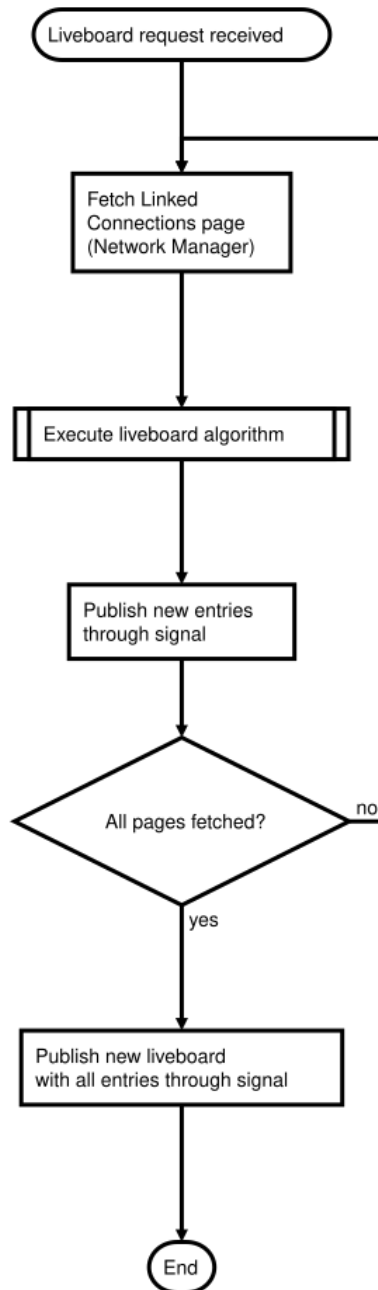 Liveboard request received
Fetch Linked
Connections page
(Network Manager)
Execute liveboard algorithm
Publish new entries
through signal
All pages fetched?
no
yes
Publish new liveboard
with all entries through signal
End